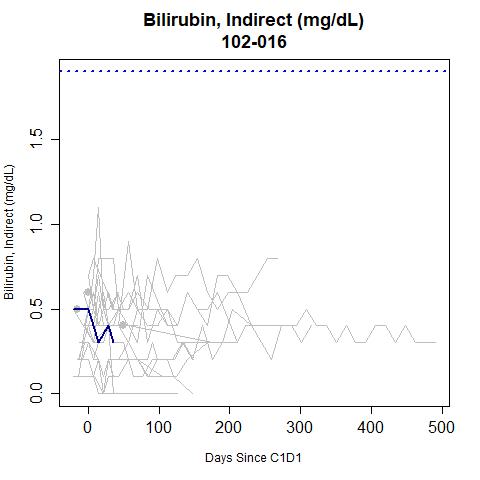 Bilirubin, Indirect (mg/dL)
102-016
Bilirubin, Indirect (mg/dL)
1.5
1.0
0.5
0.0
0 100 200 300 400 500
Days Since C1D1